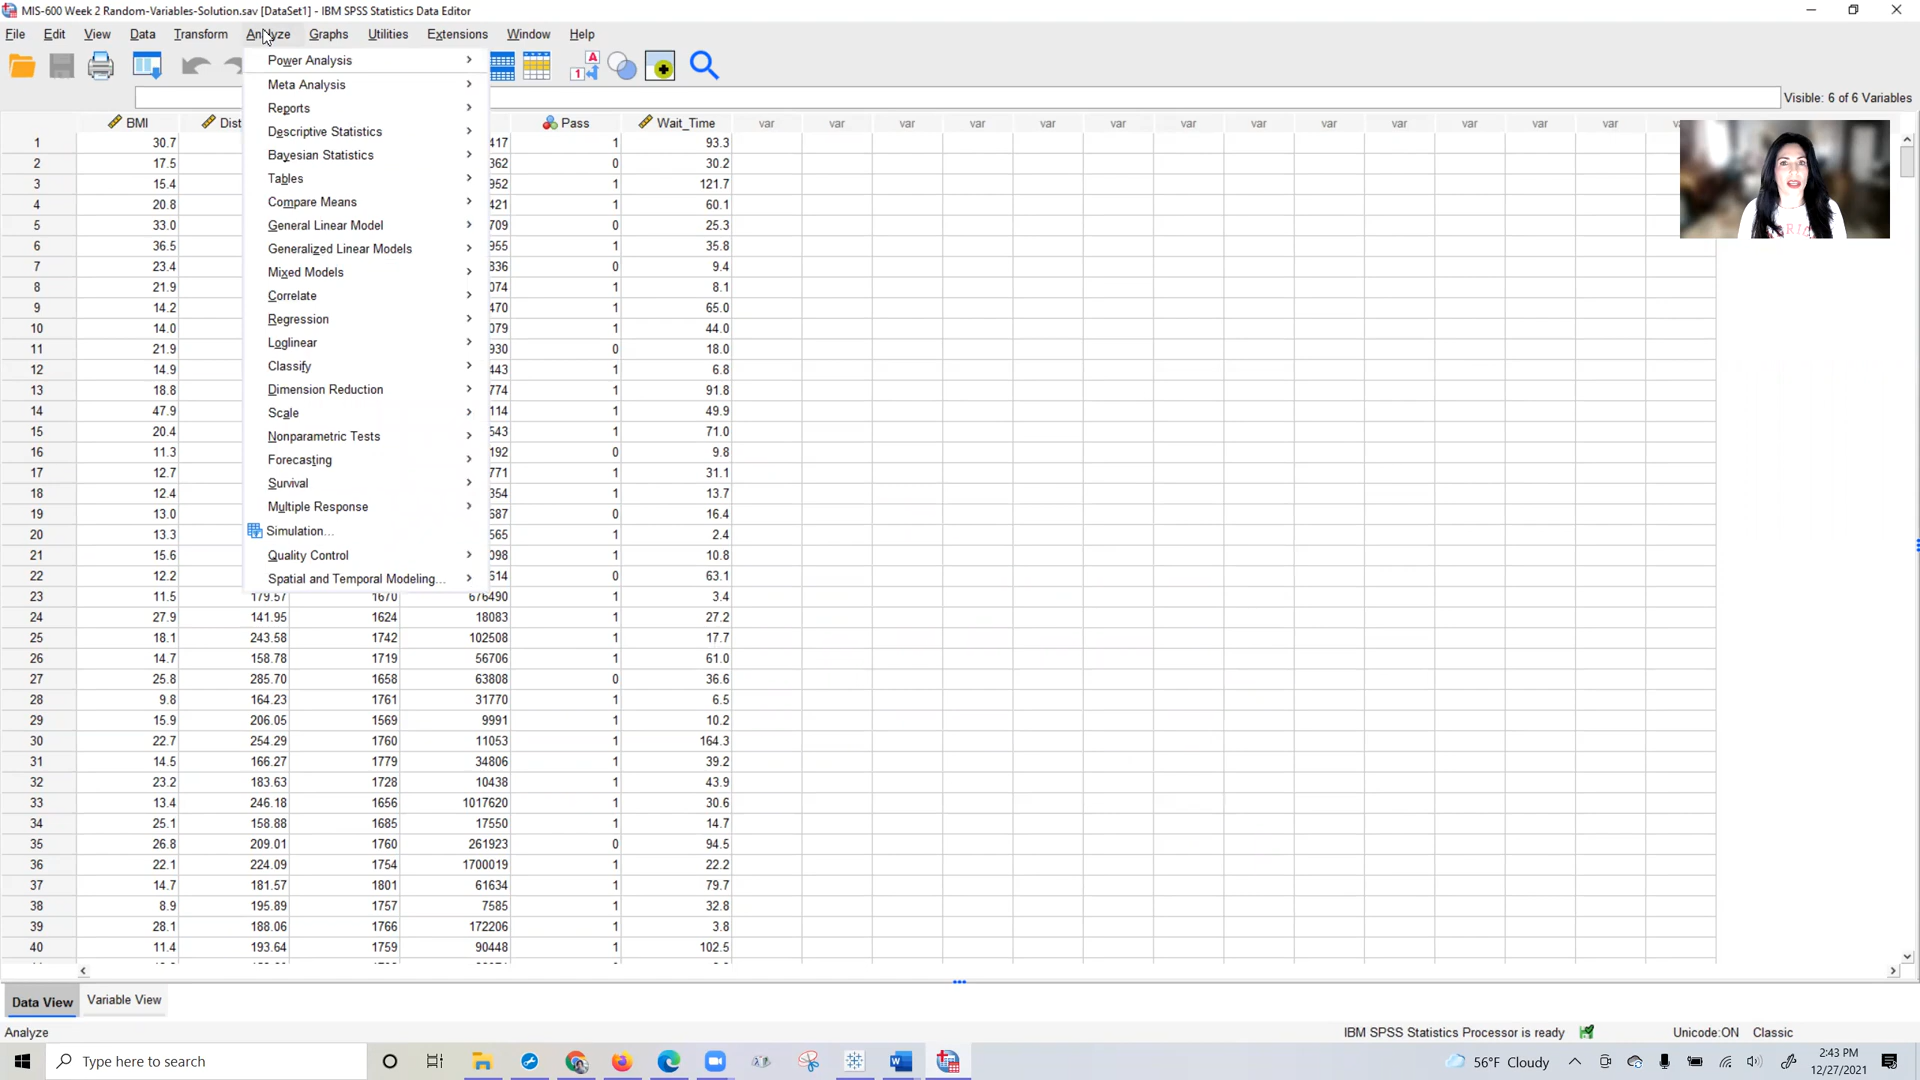 MIS-600 Week 2 Random-Variables-Solution.sav [DataSet1] - IBM SPSS Statistics Data Editor
File Edit View Data Transform Analyze Graphs Utilities Extensions Window Help
Visible: 6 of 6 Variables
Power Analysis
Meta Analysis
Reports
Descriptive Statistics
Bayesian Statistics
Tables
Compare Means
General Linear Model
Generalized Linear Models
Mixed Models
Correlate
Regression
Loglinear
Classify
Dimension Reduction
Scale
Nonparametric Tests
Forecasting
Survival
Multiple Response
Simulation...
Quality Control
Spatial and Temporal Modeling...
BMI Dist Pass Wait_Time var var var var var var var var var var var var var
1 30.7 417 1 93.3
2 17.5 362 0 30.2
3 15.4 952 1 121.7
4 20.8 421 1 60.1
5 33.0 709 0 25.3
6 36.5 955 1 35.8
7 23.4 836 0 9.4
8 21.9 074 1 8.1
9 14.2 470 1 65.0
10 14.0 079 1 44.0
11 21.9 930 0 18.0
12 14.9 443 1 6.8
13 18.8 774 1 91.8
14 47.9 114 1 49.9
15 20.4 543 1 71.0
16 11.3 192 0 9.8
17 12.7 771 1 31.1
18 12.4 354 1 13.7
19 13.0 687 0 16.4
20 13.3 565 1 2.4
21 15.6 098 1 10.8
22 12.2 614 0 63.1
23 11.5 179.57 1670 676490 1 3.4
24 27.9 141.95 1624 18083 1 27.2
25 18.1 243.58 1742 102508 1 17.7
26 14.7 158.78 1719 56706 1 61.0
27 25.8 285.70 1658 63808 0 36.6
28 9.8 164.23 1761 31770 1 6.5
29 15.9 206.05 1569 9991 1 10.2
30 22.7 254.29 1760 11053 1 164.3
31 14.5 166.27 1779 34806 1 39.2
32 23.2 183.63 1728 10438 1 43.9
33 13.4 246.18 1656 1017620 1 30.6
34 25.1 158.88 1685 17550 1 14.7
35 26.8 209.01 1760 261923 0 94.5
36 22.1 224.09 1754 1700019 1 22.2
37 14.7 181.57 1801 61634 1 79.7
38 8.9 195.89 1757 7585 1 32.8
39 28.1 188.06 1766 172206 1 3.8
40 11.4 193.64 1759 90448 1 102.5
Data View Variable View
Analyze IBM SPSS Statistics Processor is ready Unicode:ON Classic
Type here to search 56°F Cloudy 2:43 PM
12/27/2021